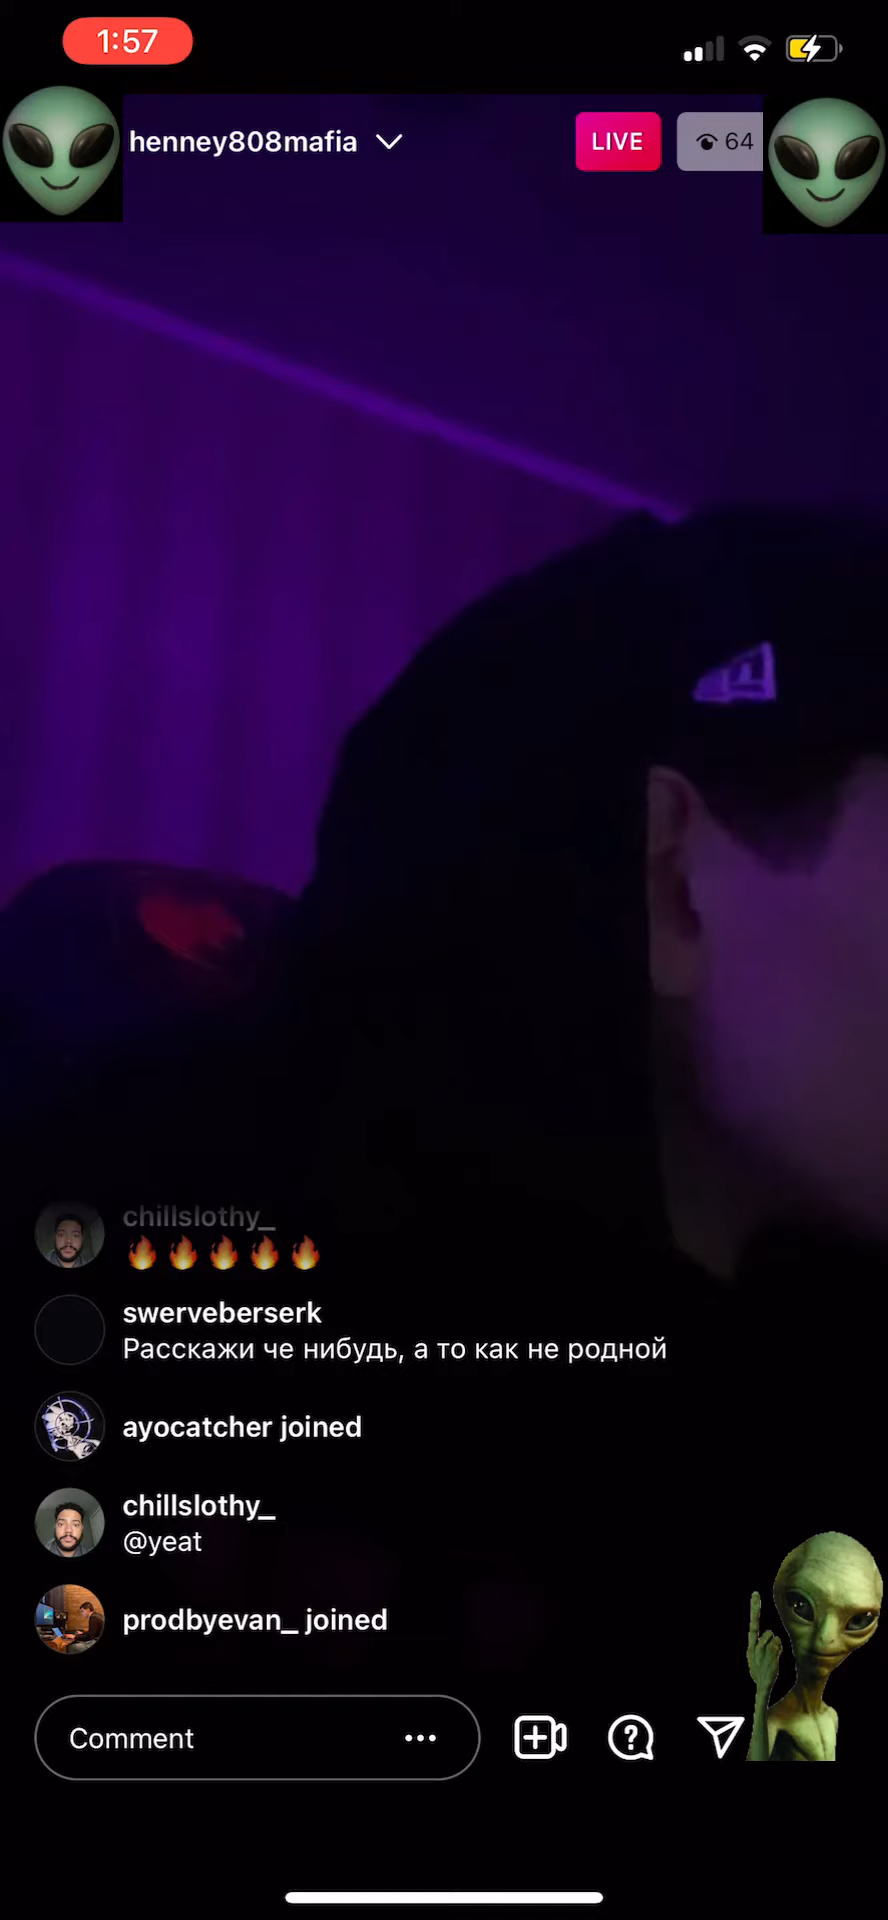 1:57
henney808mafia
LIVE
64
chillslothy_
🔥🔥🔥🔥🔥
swerveberserk
Расскажи че нибудь, а то как не родной
ayocatcher joined
chillslothy_
@yeat
prodbyevan_ joined
Comment